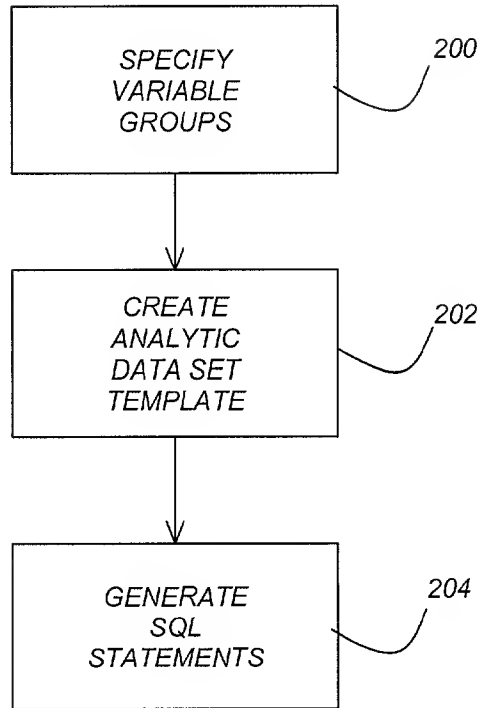 SPECIFY
VARIABLE
GROUPS
200
CREATE
ANALYTIC
DATA SET
TEMPLATE
202
GENERATE
SQL
STATEMENTS
204